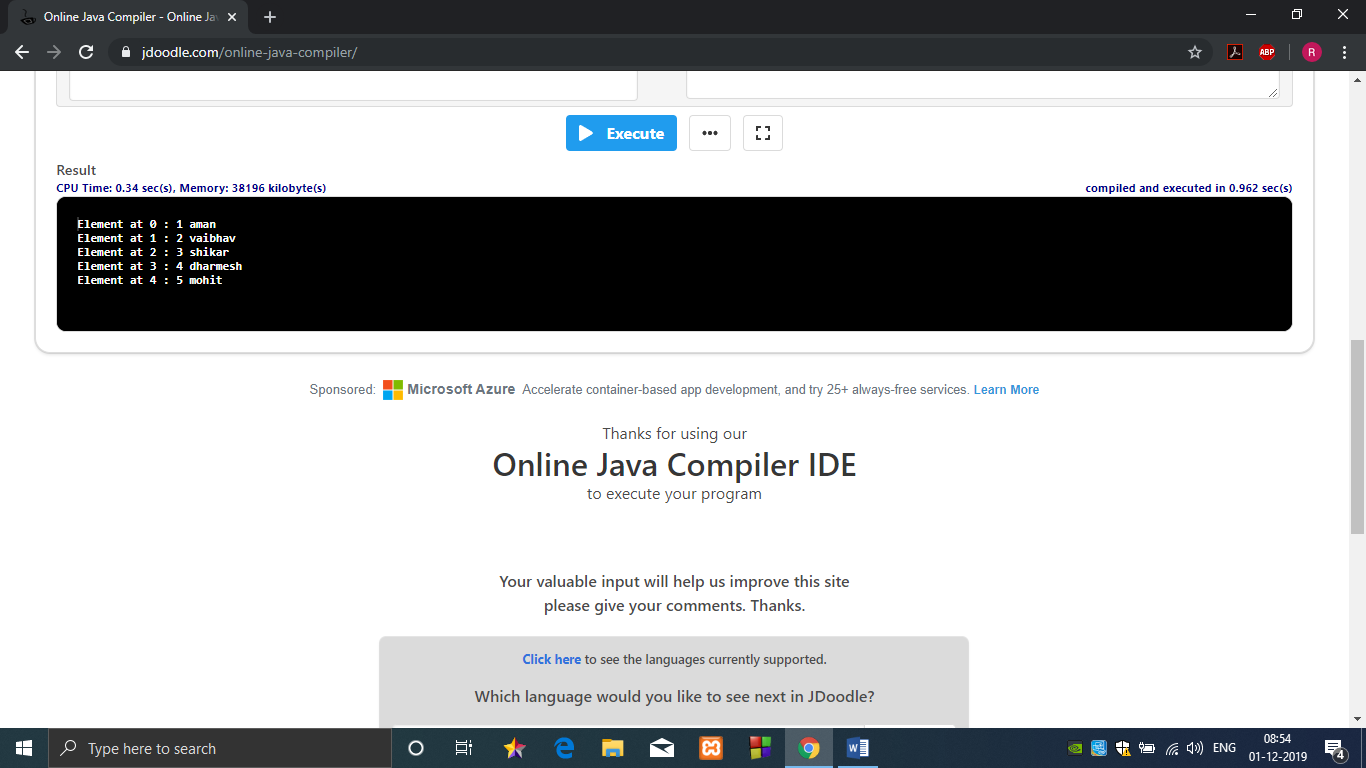 Online Java Compiler - Online Ja
jdoodle.com/online-java-compiler/
ABP
R
Execute
Result
CPU Time: 0.34 sec(s), Memory: 38196 kilobyte(s)
compiled and executed in 0.962 sec(s)
Element at 0 : 1 aman
Element at 1 : 2 vaibhav
Element at 2 : 3 shikar
Element at 3 : 4 dharmesh
Element at 4 : 5 mohit
Sponsored: Microsoft Azure Accelerate container-based app development, and try 25+ always-free services. Learn More
Thanks for using our
Online Java Compiler IDE
to execute your program
Your valuable input will help us improve this site
please give your comments. Thanks.
Click here to see the languages currently supported.
Which language would you like to see next in JDoodle?
Type here to search
ENG
08:54
01-12-2019
4